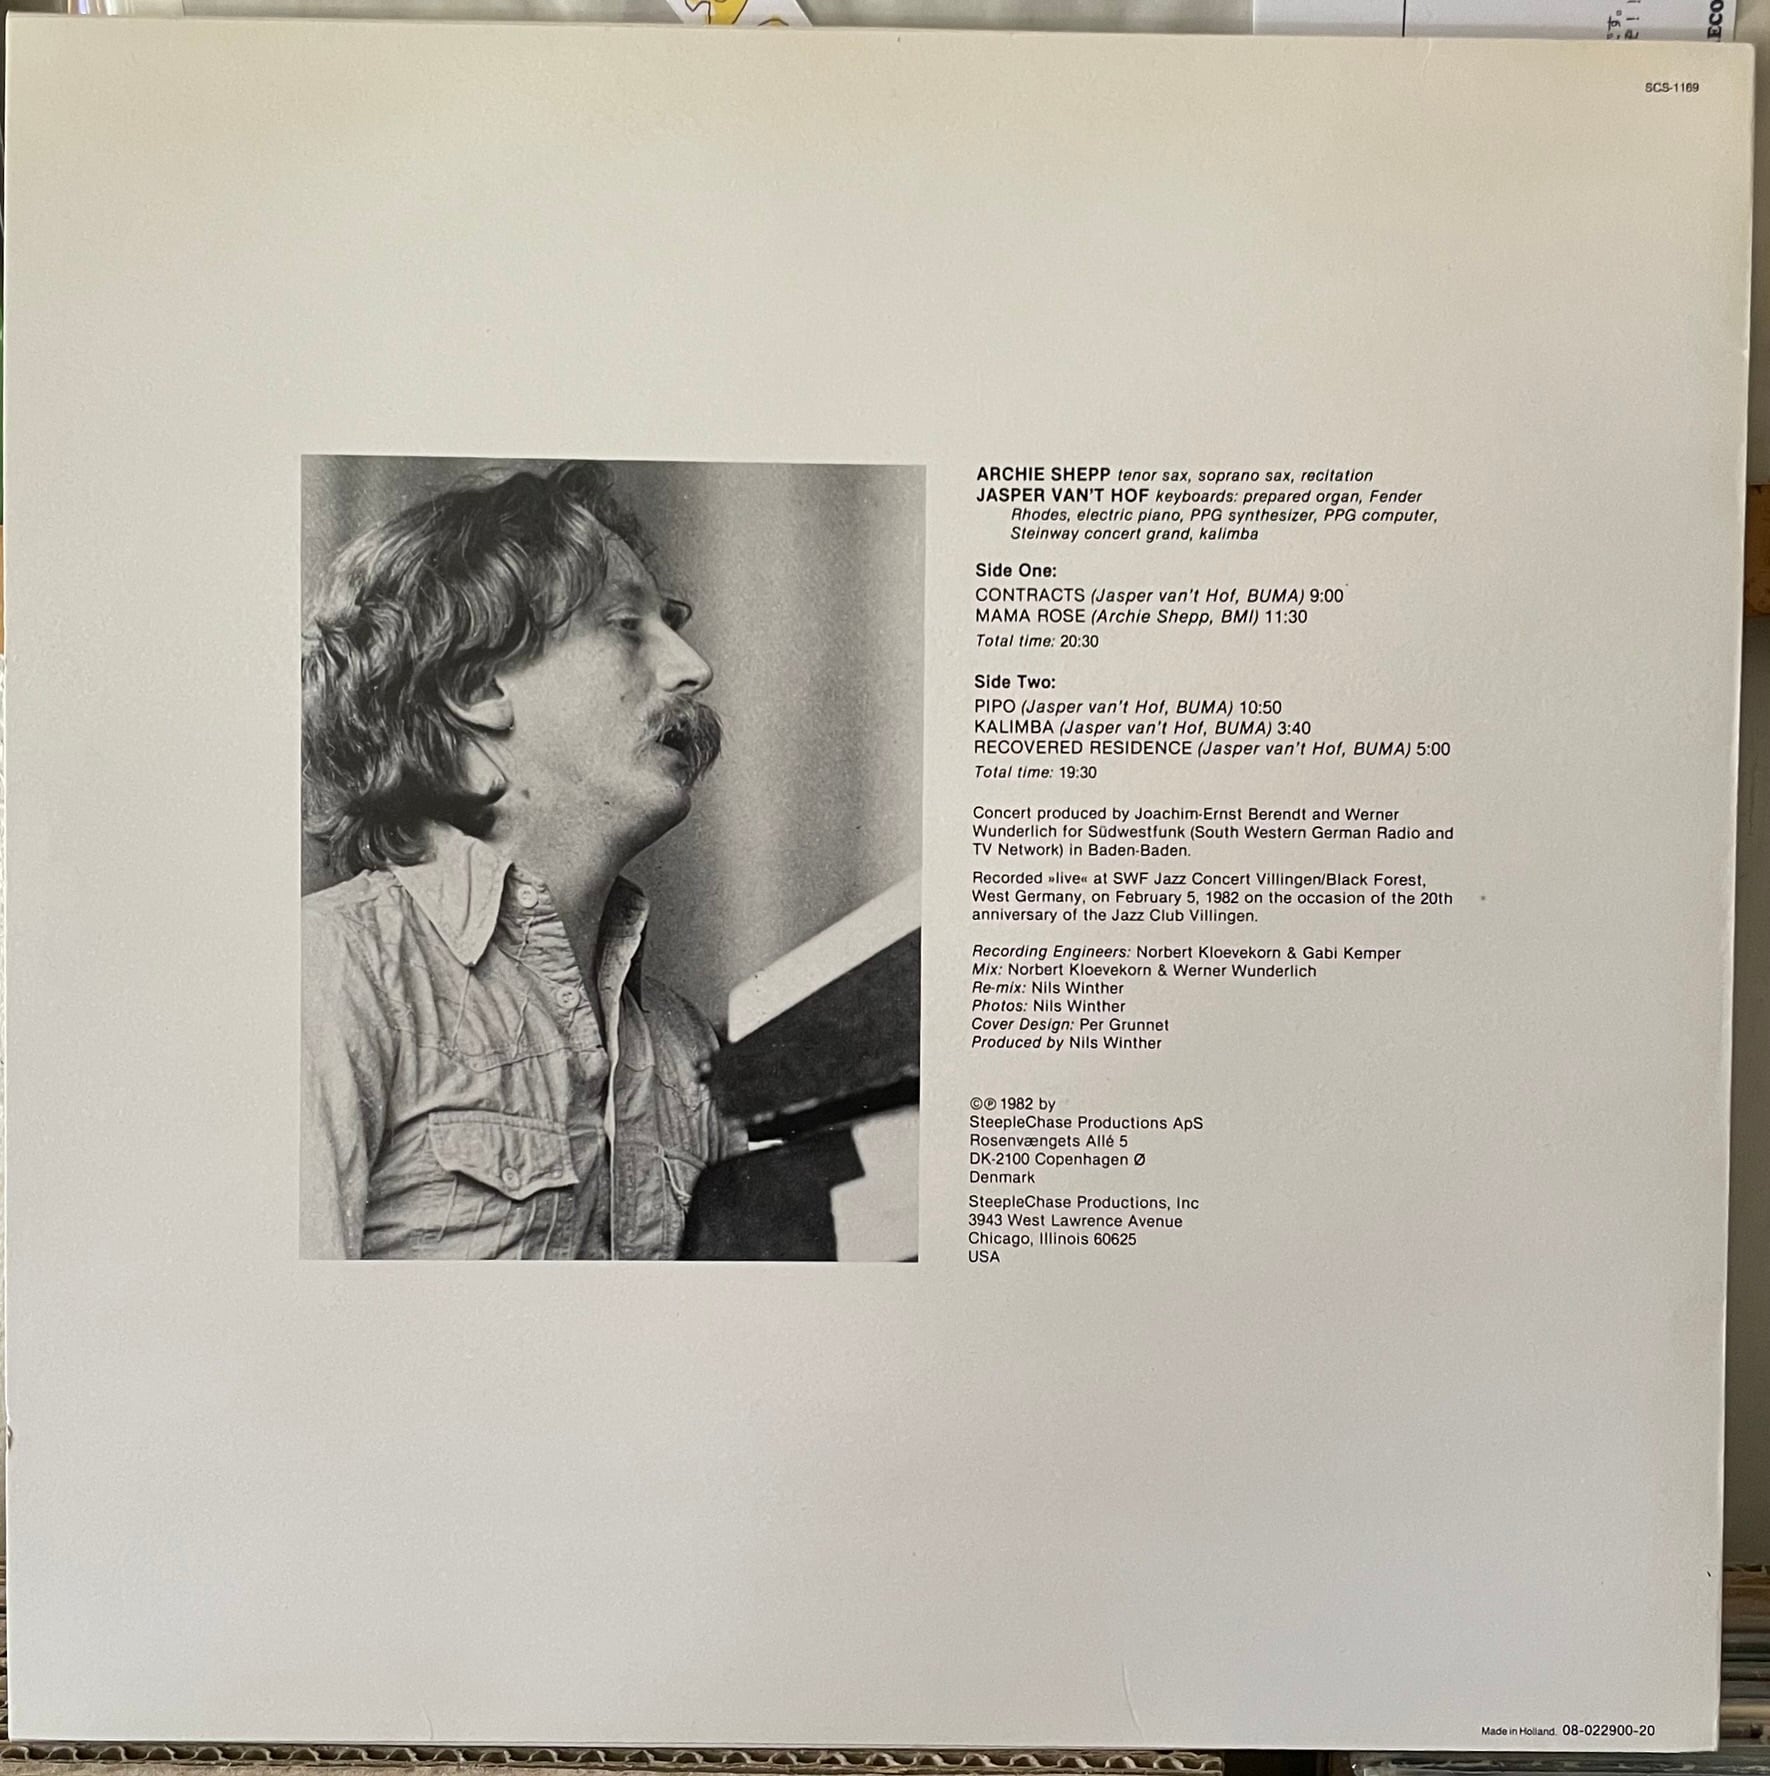 ECO
SCS-1169
ARCHIE SHEPP tenor sax, soprano sax, recitation
JASPER VAN'T HOF keyboards: prepared organ, Fender
Rhodes, electric piano, PPG synthesizer, PPG computer,
Steinway concert grand, kalimba
Side One:
CONTRACTS (Jasper van't Hof, BUMA) 9:00
MAMA ROSE (Archie Shepp, BMI) 11:30
Total time: 20:30
Side Two:
PIPO (Jasper van't Hof, BUMA) 10:50
KALIMBA (Jasper van't Hof, BUMA) 3:40
RECOVERED RESIDENCE (Jasper van't Hof, BUMA) 5:00
Total time: 19:30
Concert produced by Joachim-Ernst Berendt and Werner
Wunderlich for Südwestfunk (South Western German Radio and
TV Network) in Baden-Baden.
Recorded »live« at SWF Jazz Concert Villingen/Black Forest,
West Germany, on February 5, 1982 on the occasion of the 20th
anniversary of the Jazz Club Villingen.
Recording Engineers: Norbert Kloevekorn & Gabi Kemper
Mix: Norbert Kloevekorn & Werner Wunderlich
Re-mix: Nils Winther
Photos: Nils Winther
Cover Design: Per Grunnet
Produced by Nils Winther
©℗ 1982 by
SteepleChase Productions ApS
Rosenvængets Allé 5
DK-2100 Copenhagen Ø
Denmark
SteepleChase Productions, Inc
3943 West Lawrence Avenue
Chicago, Illinois 60625
USA
Made in Holland. 08-022900-20